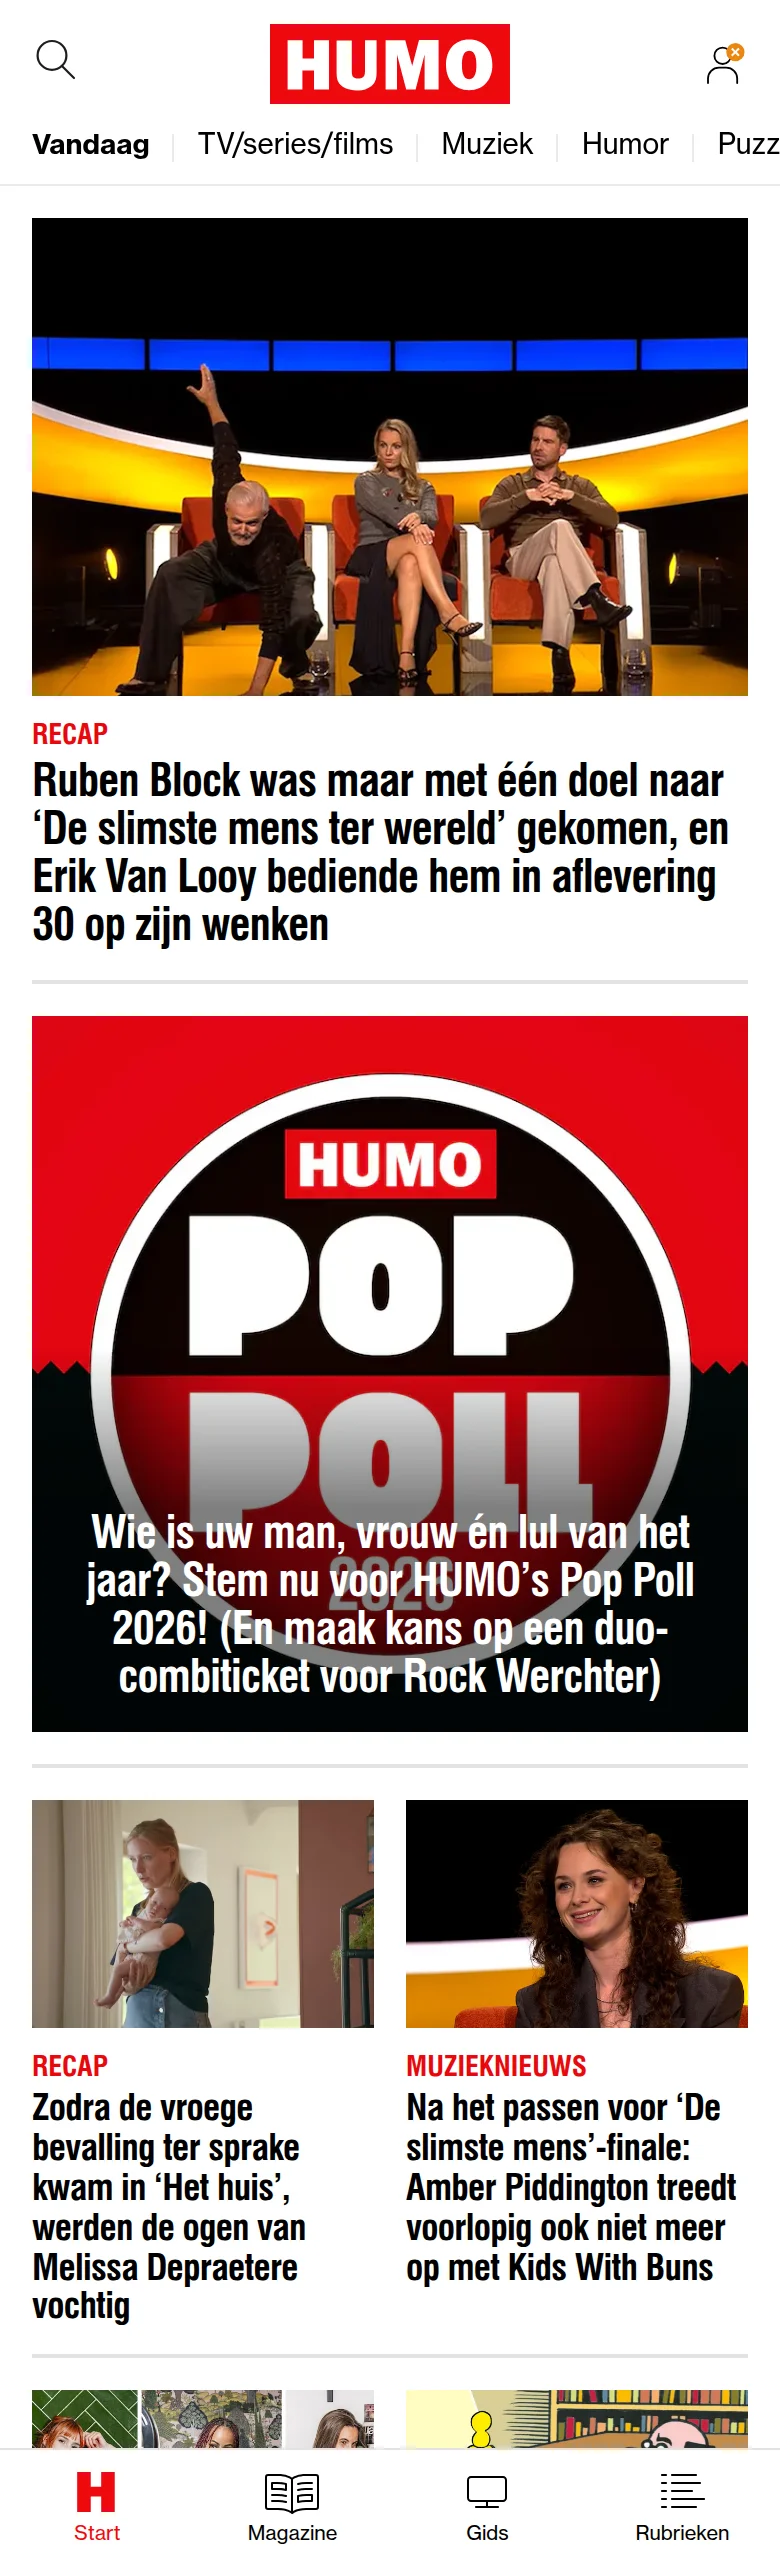 HUMO
Vandaag
TV/series/films
Muziek
Humor
Puzz
RECAP
Ruben Block was maar met één doel naar
‘De slimste mens ter wereld’ gekomen, en
Erik Van Looy bediende hem in aflevering
30 op zijn wenken
HUMO
POP
POLL
2026
Wie is uw man, vrouw én lul van het
jaar? Stem nu voor HUMO’s Pop Poll
2026! (En maak kans op een duo-
combiticket voor Rock Werchter)
RECAP
Zodra de vroege
bevalling ter sprake
kwam in ‘Het huis’,
werden de ogen van
Melissa Depraetere
vochtig
MUZIEKNIEUWS
Na het passen voor ‘De
slimste mens’-finale:
Amber Piddington treedt
voorlopig ook niet meer
op met Kids With Buns
H
Start
Magazine
Gids
Rubrieken